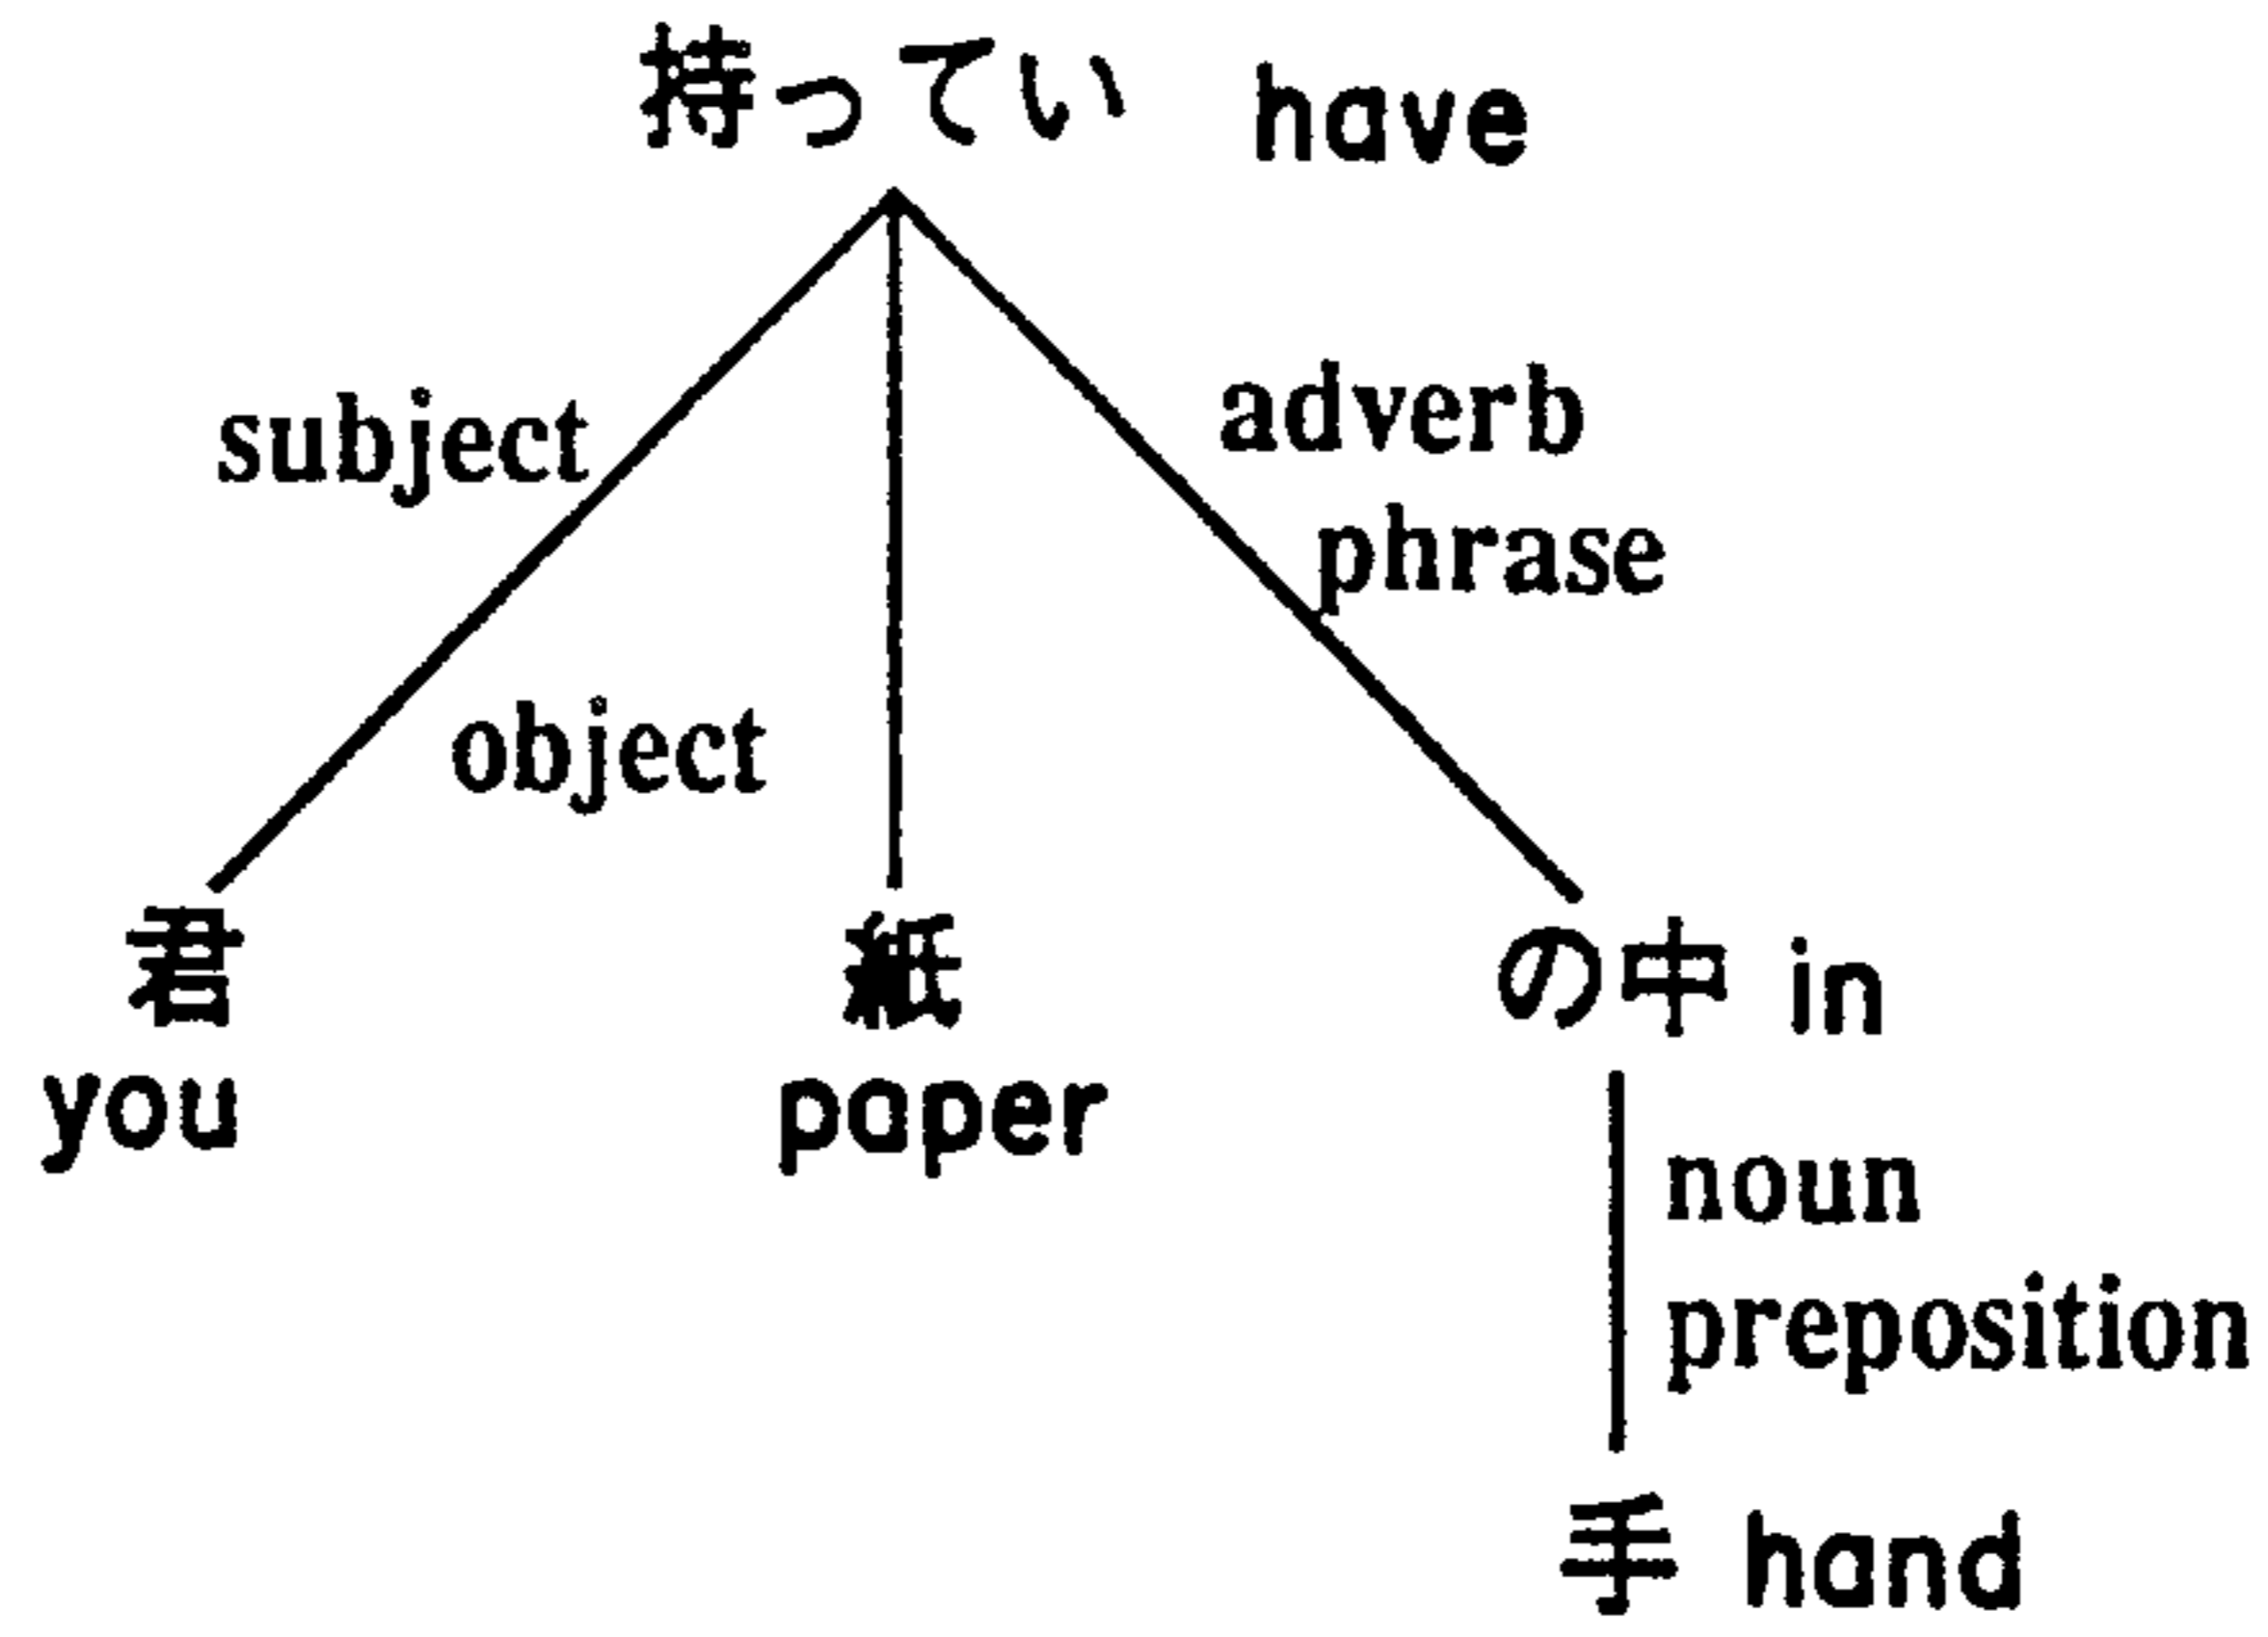 持ってい have
subject
adverb
phrase
object
君
you
紙
paper
の中 in
noun
preposition
手 hand